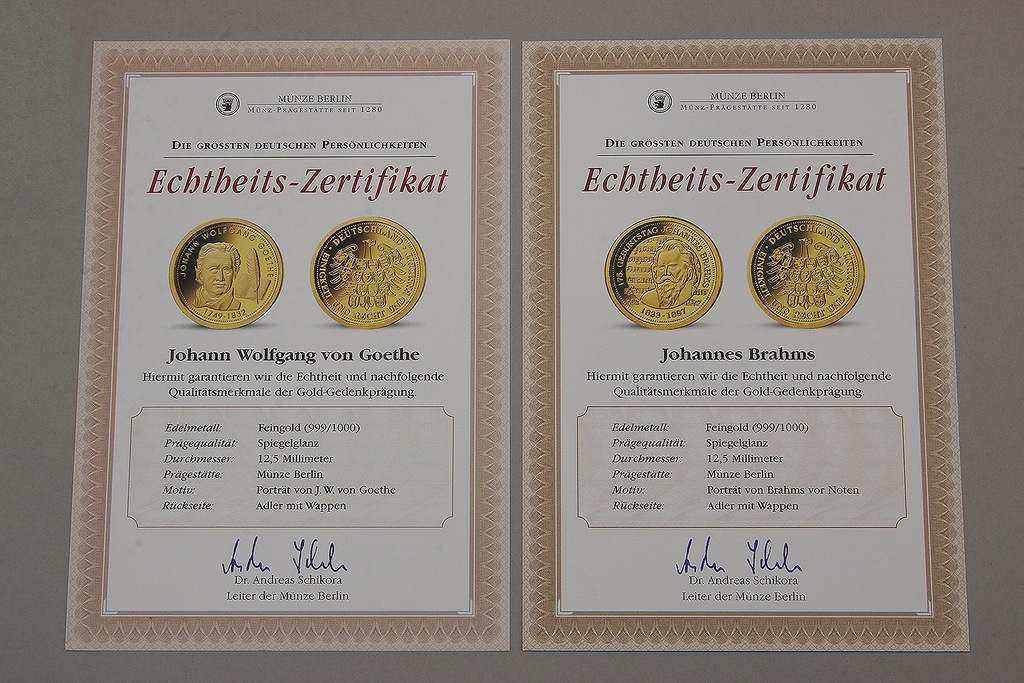 MÜNZE BERLIN
MÜNZ-PRÄGESTÄTTE SEIT 1280
DIE GRÖSSTEN DEUTSCHEN PERSÖNLICHKEITEN
Echtheits-Zertifikat
JOHANN WOLFGANG GOETHE
1749-1832
DEUTSCHLAND
EINIGKEIT UND RECHT UND
Johann Wolfgang von Goethe
Hiermit garantieren wir die Echtheit und nachfolgende
Qualitätsmerkmale der Gold-Gedenkprägung.
Edelmetall: Feingold (999/1000)
Prägequalität: Spiegelglanz
Durchmesser: 12,5 Millimeter
Prägestätte: Münze Berlin
Motiv: Porträt von J. W. von Goethe
Rückseite: Adler mit Wappen
Dr. Andreas Schikora
Leiter der Münze Berlin
MÜNZE BERLIN
MÜNZ-PRÄGESTÄTTE SEIT 1280
DIE GRÖSSTEN DEUTSCHEN PERSÖNLICHKEITEN
Echtheits-Zertifikat
175. GEBURTSTAG JOHANNES BRAHMS
1833-1897
DEUTSCHLAND
EINIGKEIT UND RECHT UND
Johannes Brahms
Hiermit garantieren wir die Echtheit und nachfolgende
Qualitätsmerkmale der Gold-Gedenkprägung.
Edelmetall: Feingold (999/1000)
Prägequalität: Spiegelglanz
Durchmesser: 12,5 Millimeter
Prägestätte: Münze Berlin
Motiv: Porträt von Brahms vor Noten
Rückseite: Adler mit Wappen
Dr. Andreas Schikora
Leiter der Münze Berlin